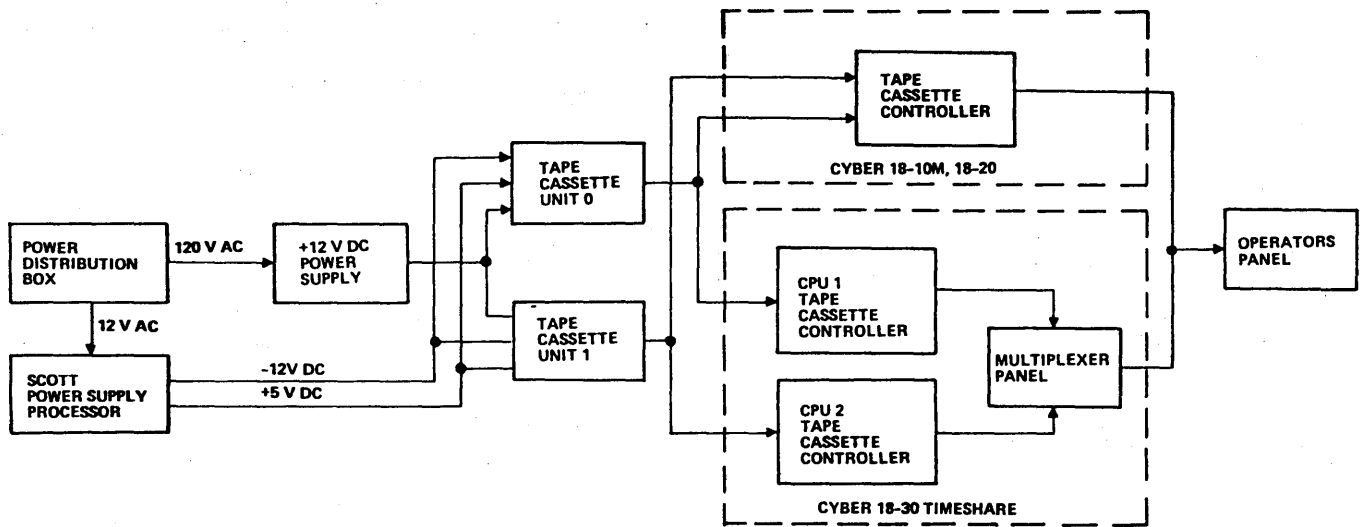 TAPE
CASSETTE
CONTROLLER
CYBER 18-10M, 18-20
TAPE
CASSETTE
UNIT 0
POWER
DISTRIBUTION
BOX
120 V AC
+12 V DC
POWER
SUPPLY
OPERATORS
PANEL
12 V AC
CPU 1
TAPE
CASSETTE
CONTROLLER
TAPE
CASSETTE
UNIT 1
SCOTT
POWER SUPPLY
PROCESSOR
-12V DC
+5 V DC
MULTIPLEXER
PANEL
CPU 2
TAPE
CASSETTE
CONTROLLER
CYBER 18-30 TIMESHARE